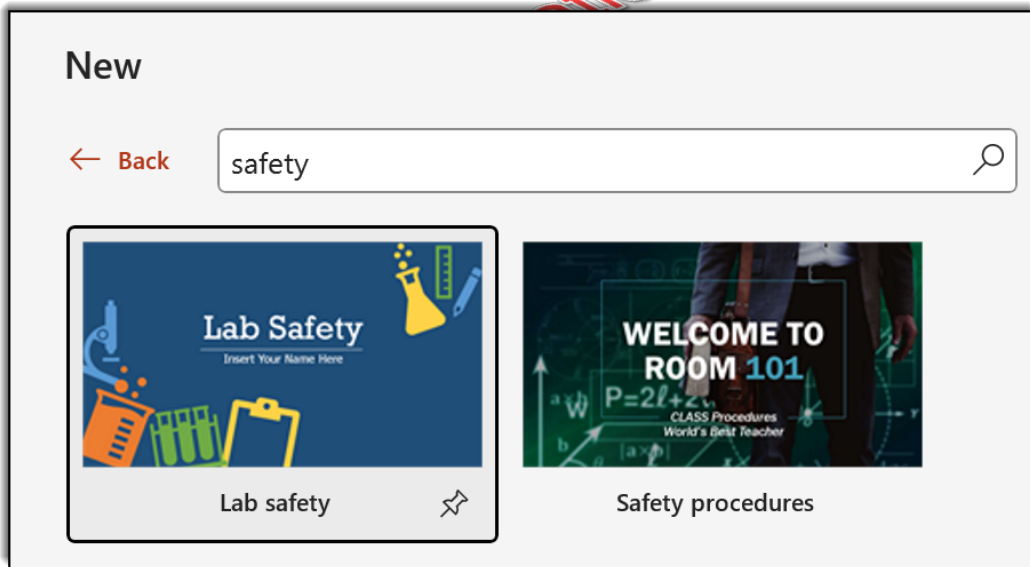 New
Back
safety
Lab Safety
Insert Your Name Here
WELCOME TO
ROOM 101
P=2ℓ+2
CLASS Procedures
World's Best Teacher
Lab safety
Safety procedures